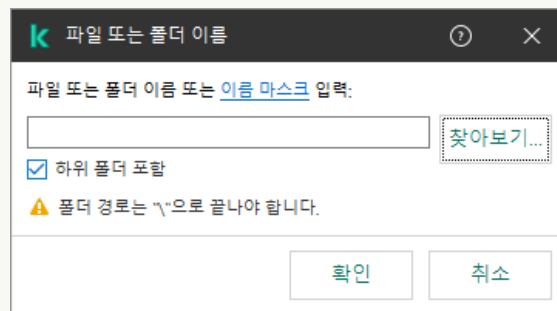 파일 또는 폴더 이름
파일 또는 폴더 이름 또는 이름 마스크 입력:
찾아보기...
하위 폴더 포함
폴더 경로는 "\"으로 끝나야 합니다.
확인 취소